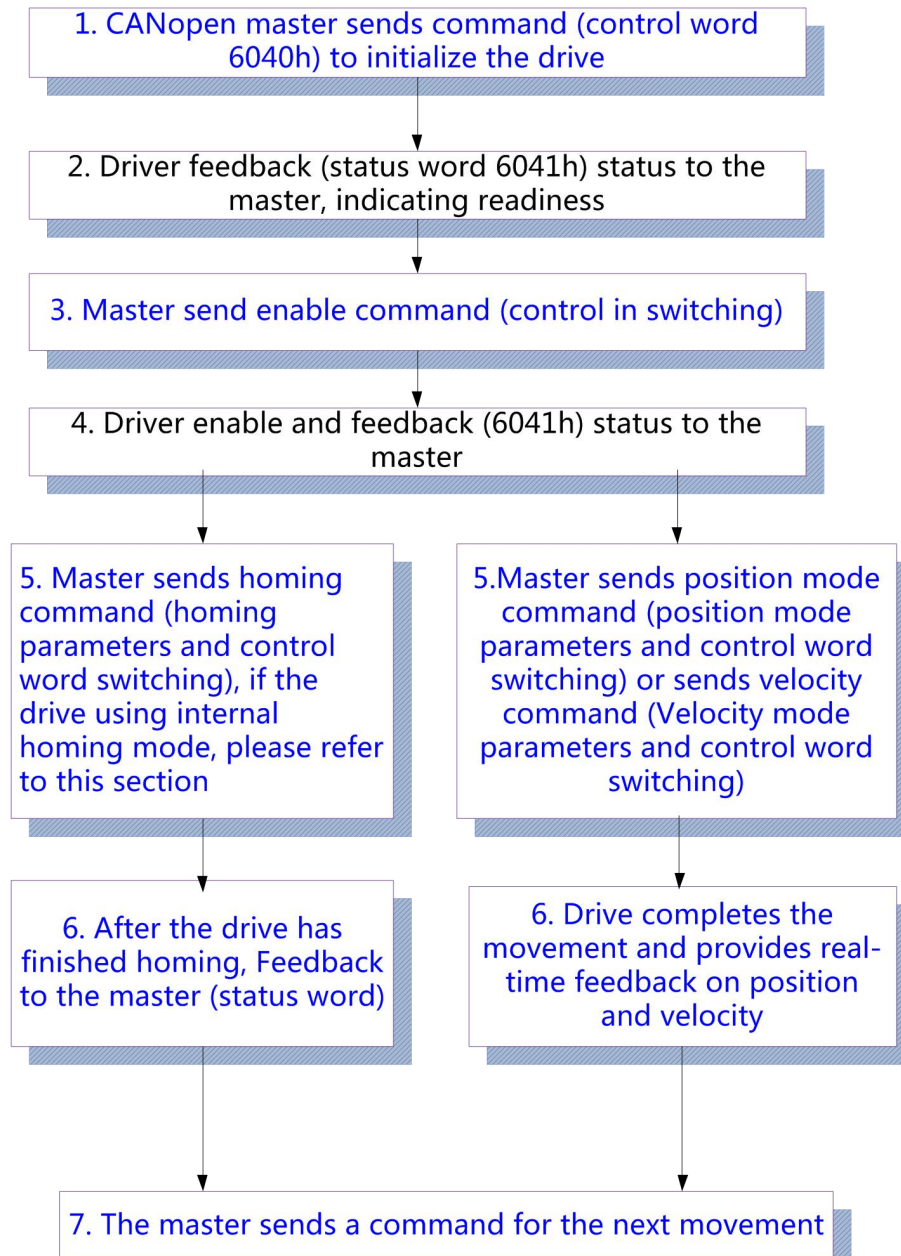 1. CANopen master sends command (control word
6040h) to initialize the drive
2. Driver feedback (status word 6041h) status to the
master, indicating readiness
3. Master send enable command (control in switching)
4. Driver enable and feedback (6041h) status to the
master
5. Master sends homing
command (homing
parameters and control
word switching), if the
drive using internal
homing mode, please refer
to this section
5.Master sends position mode
command (position mode
parameters and control word
switching) or sends velocity
command (Velocity mode
parameters and control word
switching)
6. After the drive has
finished homing, Feedback
to the master (status word)
6. Drive completes the
movement and provides real-
time feedback on position
and velocity
7. The master sends a command for the next movement